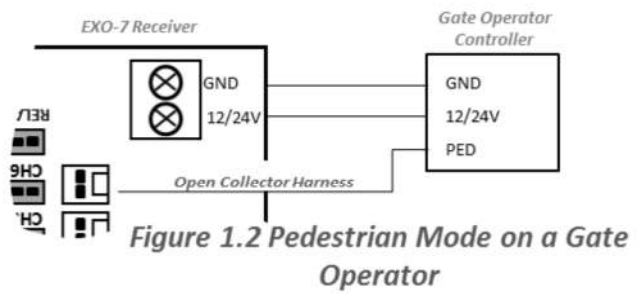 EXO-7 Receiver
Gate Operator
Controller
GND
12/24V
GND
12/24V
PED
CH6
Open Collector Harness
Figure 1.2 Pedestrian Mode on a Gate
Operator